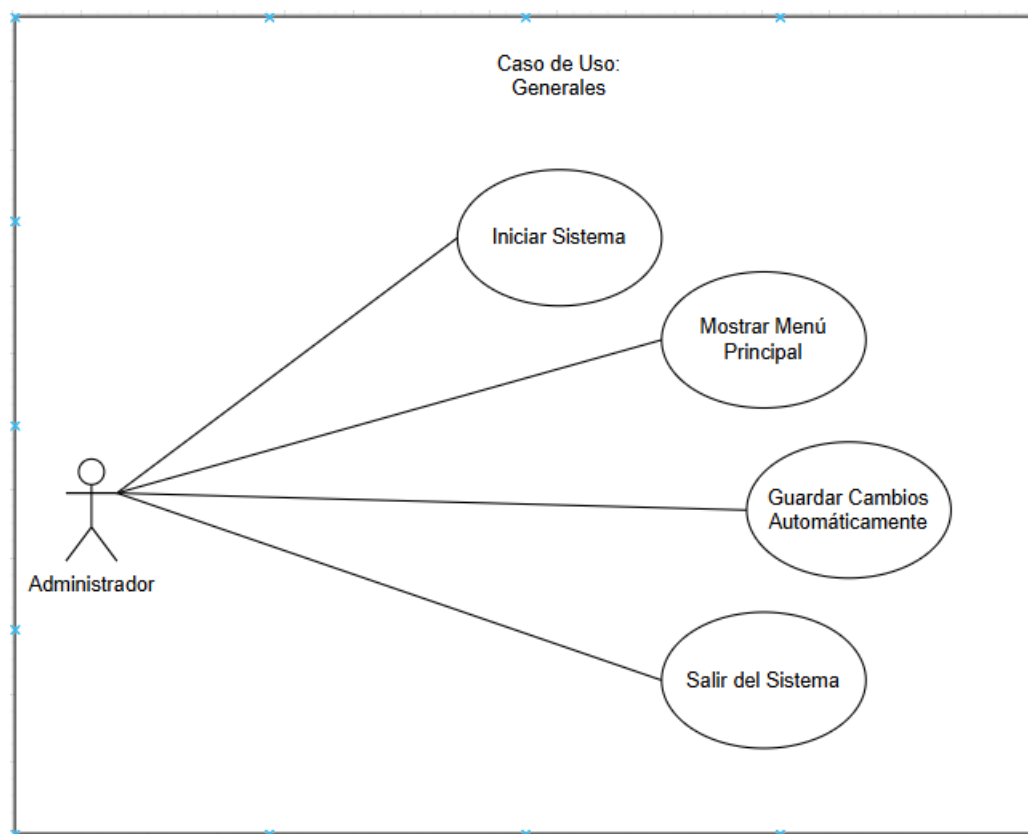 Caso de Uso:
Generales
Iniciar Sistema
Mostrar Menú
Principal
Guardar Cambios
Automáticamente
Administrador
Salir del Sistema